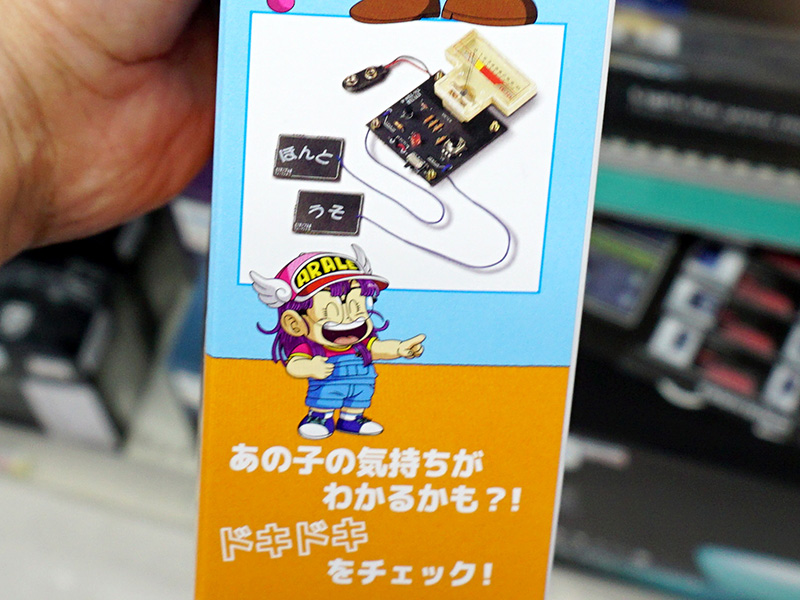 ほんと
うそ
ARALE
あの子の気持ちが
わかるかも?!
ドキドキ
をチェック!